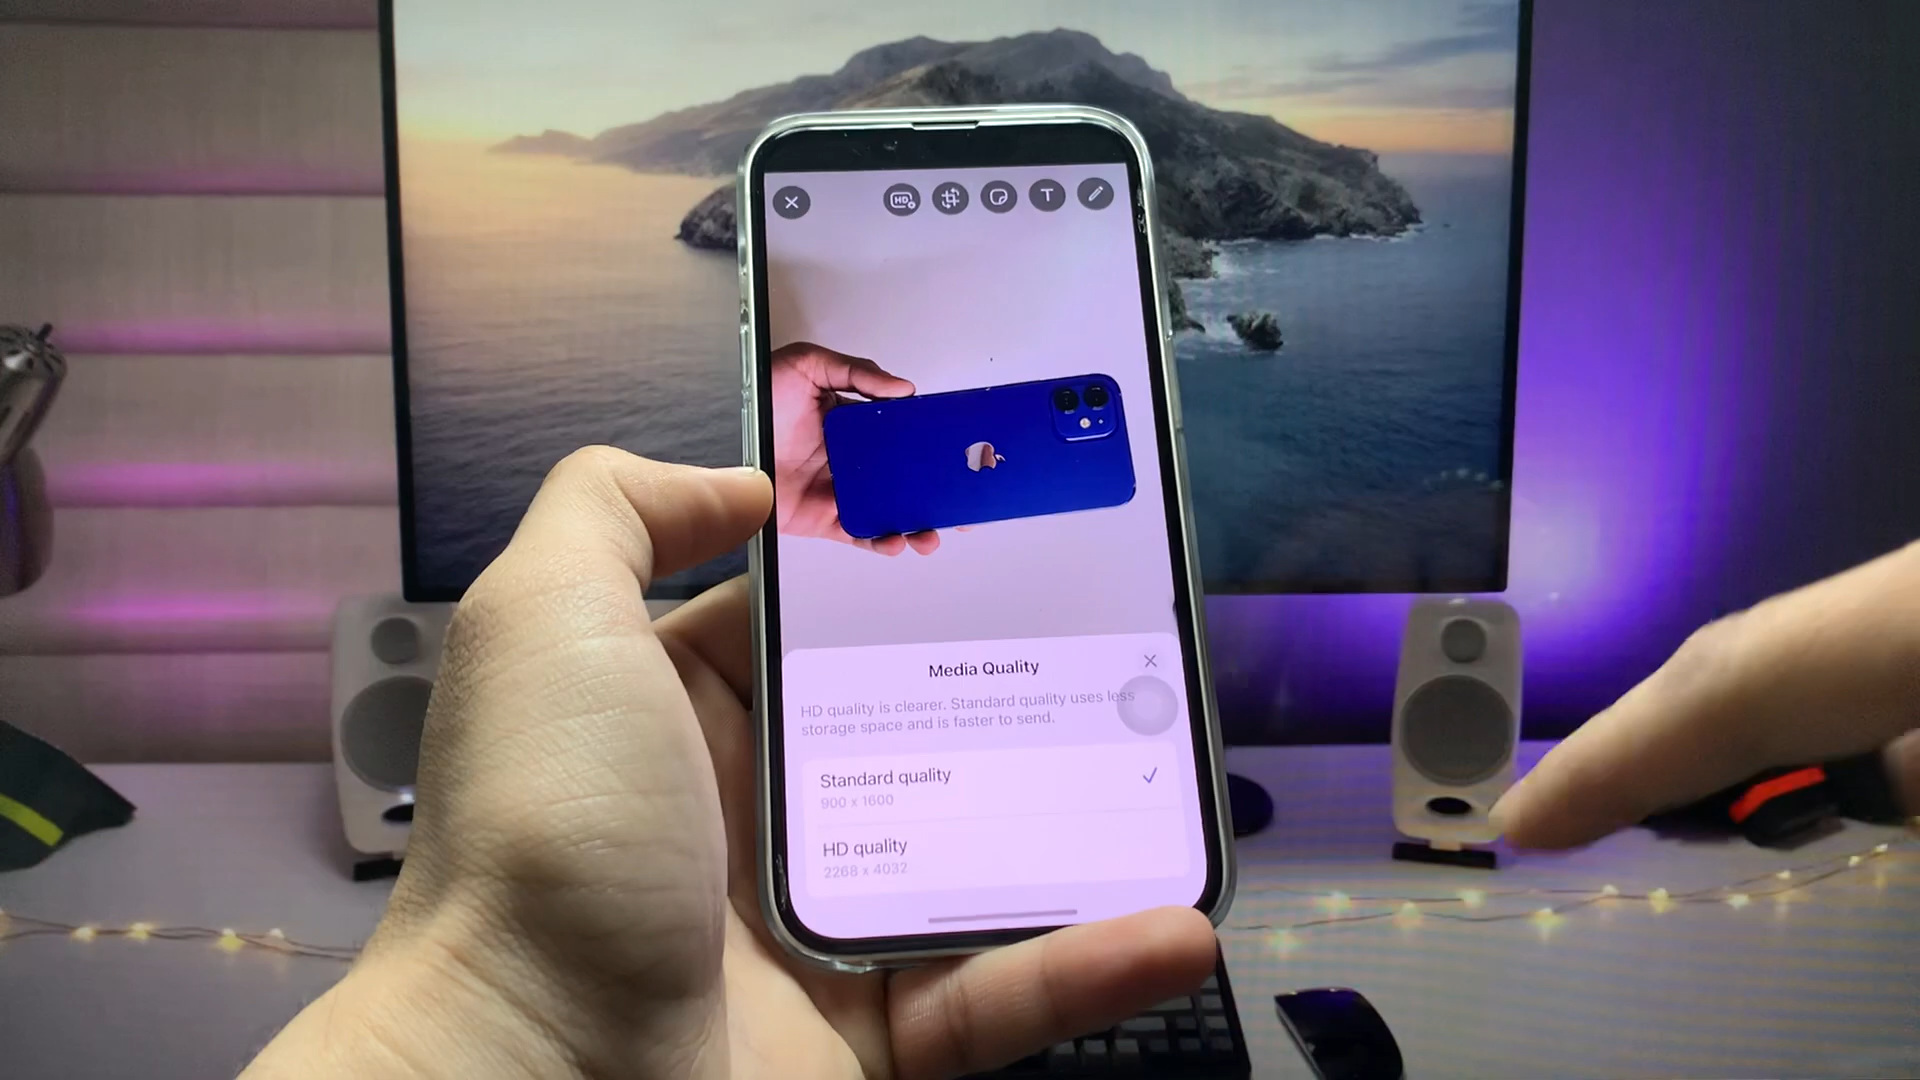 HD
T
Media Quality
HD quality is clearer. Standard quality uses less
storage space and is faster to send.
Standard quality
900 x 1600
HD quality
2268 x 4032